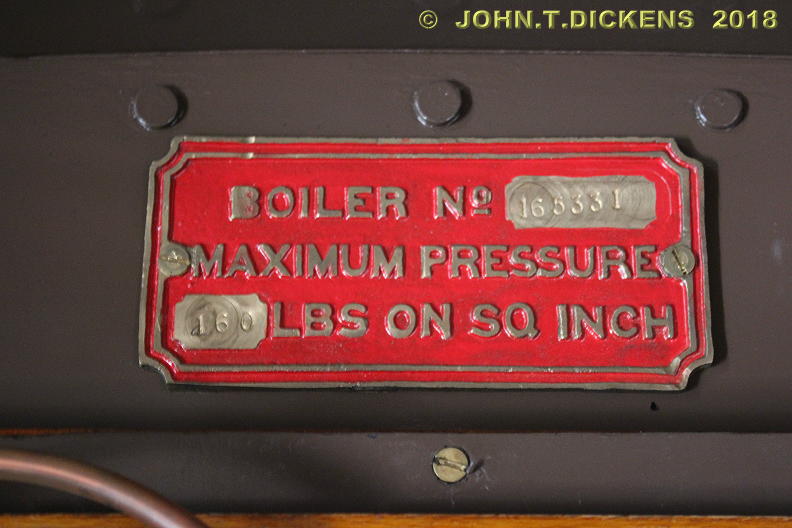 © JOHN.T.DICKENS 2018
BOILER Nº 165331
MAXIMUM PRESSURE
160 LBS ON SQ INCH